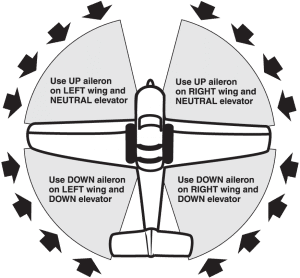 Use UP aileron
on LEFT wing and
NEUTRAL elevator
Use UP aileron
on RIGHT wing and
NEUTRAL elevator
Use DOWN aileron
on LEFT wing and
DOWN elevator
Use DOWN aileron
on RIGHT wing and
DOWN elevator